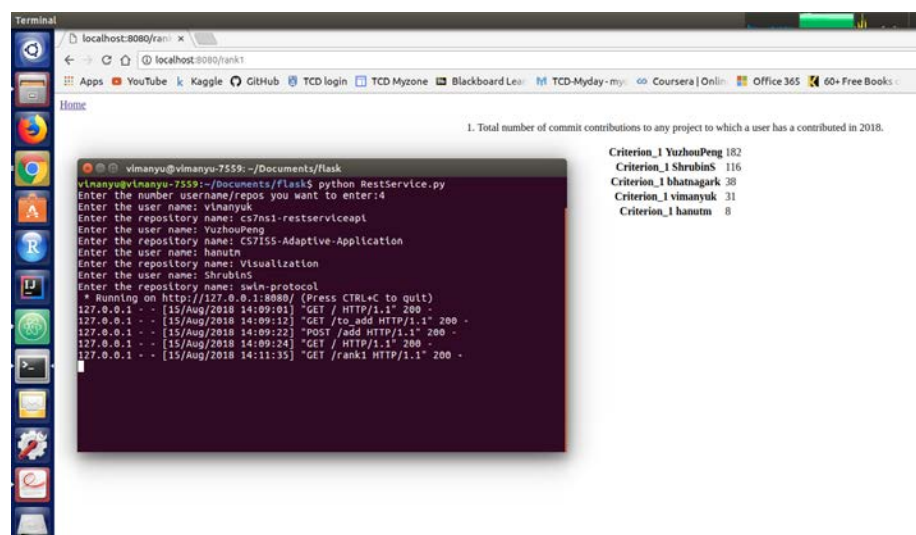 Terminal
localhost:8080/ran
localhost:8080/rank1
Apps YouTube Kaggle GitHub TCD login TCD Myzone Blackboard Lea TCD-Myday - my Coursera | Onlin Office 365 60+ Free Books
Home
1. Total number of commit contributions to any project to which a user has a contributed in 2018.
Criterion_1 YuzhouPeng 182
Criterion_1 ShrubinS 116
Criterion_1 bhatnagark 38
Criterion_1 vimanyuk 31
Criterion_1 hanutm 8
vimanyu@vimanyu-7559: ~/Documents/flask
vimanyu@vimanyu-7559:~/Documents/flask$ python RestService.py
Enter the number username/repos you want to enter:4
Enter the user name: vimanyuk
Enter the repository name: cs7ns1-restserviceapi
Enter the user name: YuzhouPeng
Enter the repository name: CS7IS5-Adaptive-Application
Enter the user name: hanutm
Enter the repository name: Visualization
Enter the user name: ShrubinS
Enter the repository name: swim-protocol
* Running on http://127.0.0.1:8080/ (Press CTRL+C to quit)
127.0.0.1 - - [15/Aug/2018 14:09:01] "GET / HTTP/1.1" 200 -
127.0.0.1 - - [15/Aug/2018 14:09:12] "GET /to_add HTTP/1.1" 200 -
127.0.0.1 - - [15/Aug/2018 14:09:22] "POST /add HTTP/1.1" 200 -
127.0.0.1 - - [15/Aug/2018 14:09:24] "GET / HTTP/1.1" 200 -
127.0.0.1 - - [15/Aug/2018 14:11:35] "GET /rank1 HTTP/1.1" 200 -